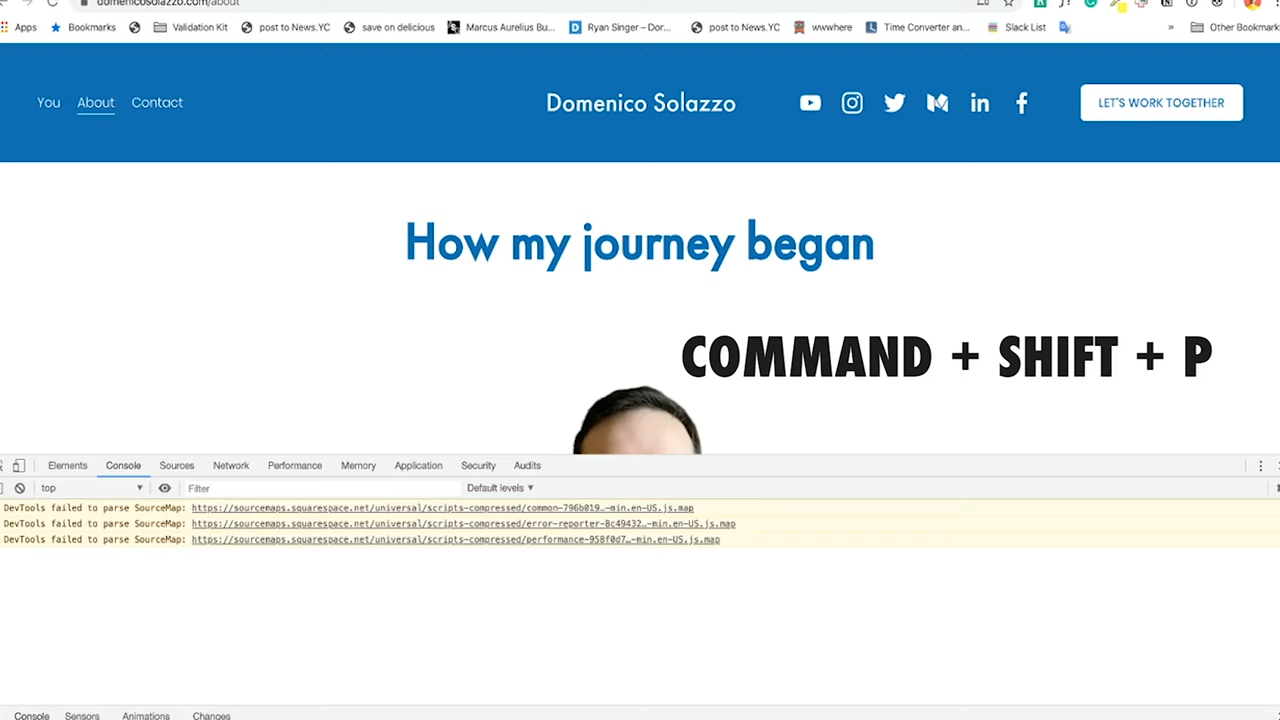 domenicosolazzo.com/about
Apps Bookmarks Validation Kit post to News.YC save on delicious Marcus Aurelius Bu... Ryan Singer – Dor... post to News.YC wwwhere Time Converter an... Slack List » Other Bookmark
You About Contact Domenico Solazzo LET'S WORK TOGETHER
How my journey began
COMMAND + SHIFT + P
Elements Console Sources Network Performance Memory Application Security Audits
top Filter Default levels
DevTools failed to parse SourceMap: https://sourcemaps.squarespace.net/universal/scripts-compressed/common-796b019…-min.en-US.js.map
DevTools failed to parse SourceMap: https://sourcemaps.squarespace.net/universal/scripts-compressed/error-reporter-8c49432…-min.en-US.js.map
DevTools failed to parse SourceMap: https://sourcemaps.squarespace.net/universal/scripts-compressed/performance-958f0d7…-min.en-US.js.map
Console Sensors Animations Changes